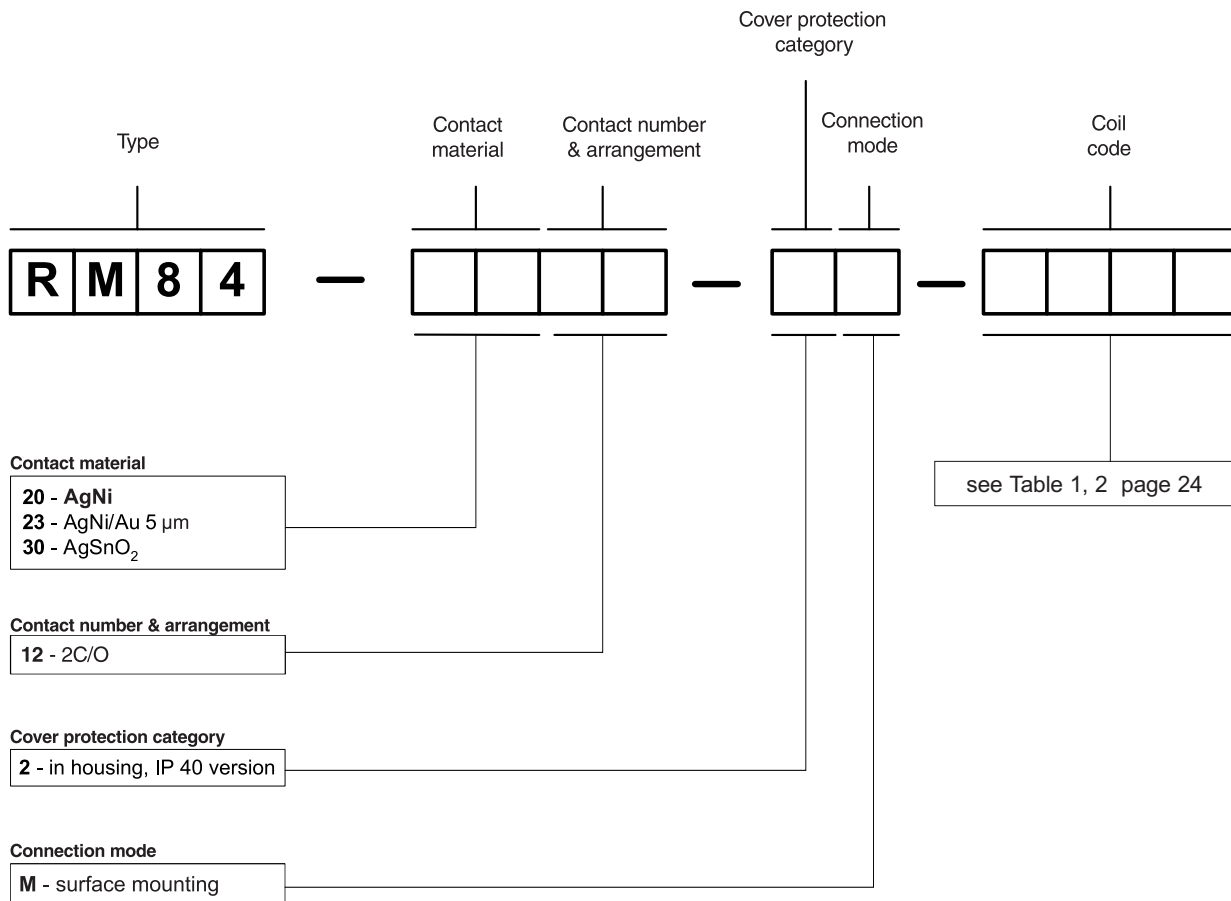 Cover protection
category
Type
Contact
material
Contact number
& arrangement
Connection
mode
Coil
code
RM84 — —  —
Contact material
20 - AgNi
23 - AgNi/Au 5 µm
30 - AgSnO₂
see Table 1, 2 page 24
Contact number & arrangement
12 - 2C/O
Cover protection category
2 - in housing, IP 40 version
Connection mode
M - surface mounting